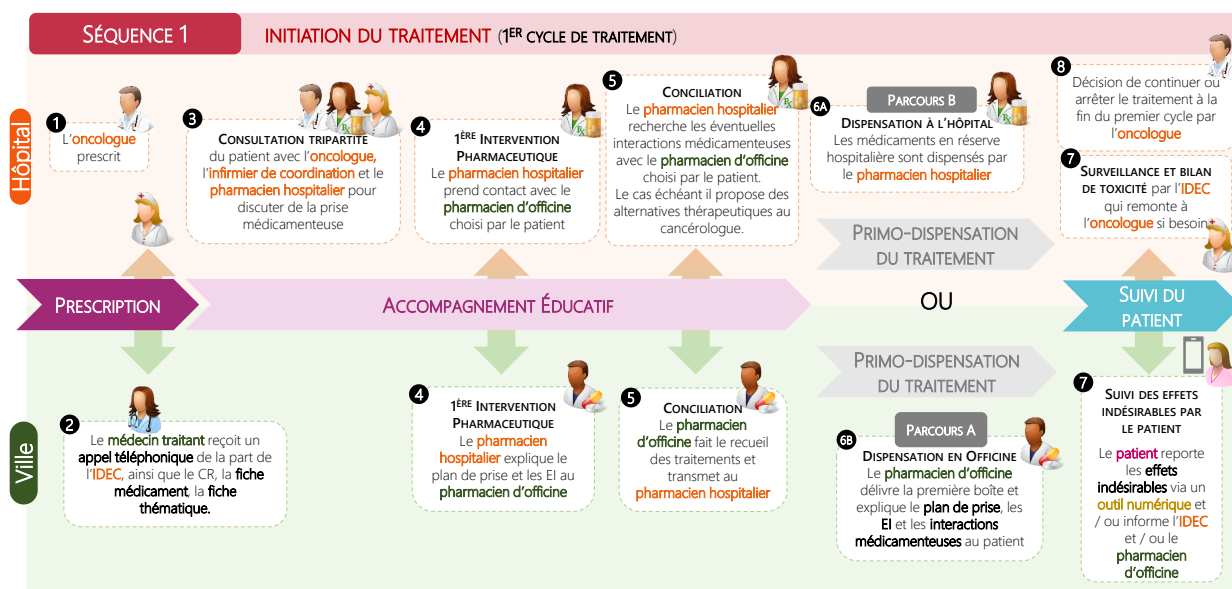 SÉQUENCE 1
INITIATION DU TRAITEMENT (1ER CYCLE DE TRAITEMENT)
Hôpital
1
L'oncologue
prescrit
3
CONSULTATION TRIPARTITE
du patient avec l'oncologue,
l'infirmier de coordination et le
pharmacien hospitalier pour
discuter de la prise
médicamenteuse
4
1ÈRE INTERVENTION
PHARMACEUTIQUE
Le pharmacien hospitalier
prend contact avec le
pharmacien d'officine
choisi par le patient
5
CONCILIATION
Le pharmacien hospitalier
recherche les éventuelles
interactions médicamenteuses
avec le pharmacien d'officine
choisi par le patient.
Le cas échéant il propose des
alternatives thérapeutiques au
cancérologue.
6A
PARCOURS B
DISPENSATION À L'HÔPITAL
Les médicaments en réserve
hospitalière sont dispensés par
le pharmacien hospitalier
8
Décision de continuer ou
arrêter le traitement à la
fin du premier cycle par
l'oncologue
7
SURVEILLANCE ET BILAN
DE TOXICITÉ par l'IDEC
qui remonte à
l'oncologue si besoin
PRIMO-DISPENSATION
DU TRAITEMENT
PRESCRIPTION
ACCOMPAGNEMENT ÉDUCATIF
OU
SUIVI DU
PATIENT
PRIMO-DISPENSATION
DU TRAITEMENT
Ville
2
Le médecin traitant reçoit un
appel téléphonique de la part de
l'IDEC, ainsi que le CR, la fiche
médicament, la fiche
thématique.
4
1ÈRE INTERVENTION
PHARMACEUTIQUE
Le pharmacien
hospitalier explique le
plan de prise et les EI au
pharmacien d'officine
5
CONCILIATION
Le pharmacien
d'officine fait le recueil
des traitements et
transmet au
pharmacien hospitalier
6B
PARCOURS A
DISPENSATION EN OFFICINE
Le pharmacien d'officine
délivre la première boîte et
explique le plan de prise, les
EI et les interactions
médicamenteuses au patient
7
SUIVI DES EFFETS
INDÉSIRABLES PAR
LE PATIENT
Le patient reporte
les effets
indésirables via un
outil numérique et
/ ou informe l'IDEC
et / ou le
pharmacien
d'officine